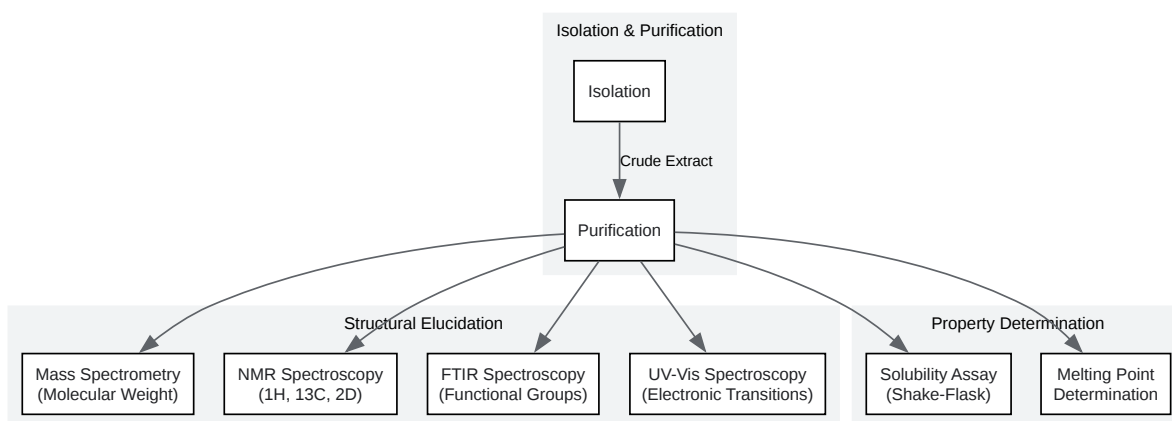 Isolation & Purification
Isolation
Crude Extract
Purification
Structural Elucidation
Property Determination
Mass Spectrometry
(Molecular Weight)
NMR Spectroscopy
(1H, 13C, 2D)
FTIR Spectroscopy
(Functional Groups)
UV-Vis Spectroscopy
(Electronic Transitions)
Solubility Assay
(Shake-Flask)
Melting Point
Determination